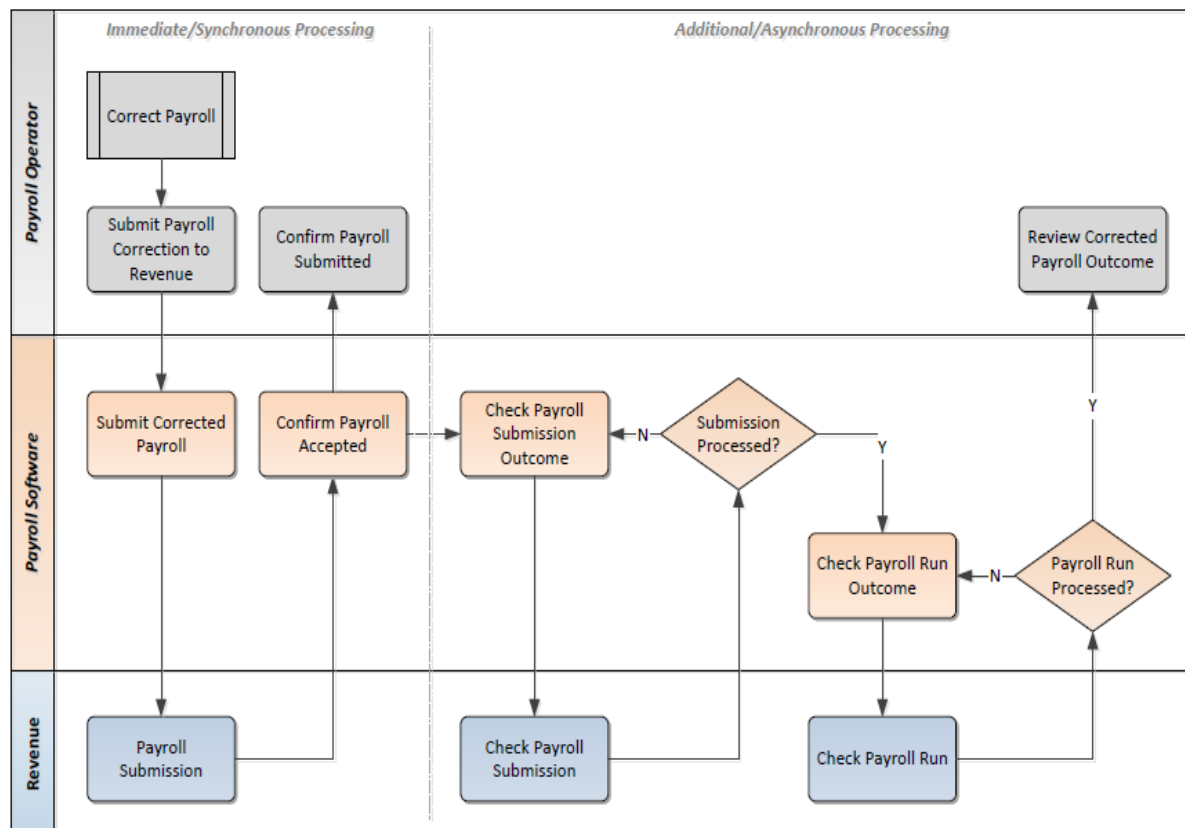 Immediate/Synchronous Processing
Additional/Asynchronous Processing
Payroll Operator
Correct Payroll
Submit Payroll
Correction to
Revenue
Confirm Payroll
Submitted
Review Corrected
Payroll Outcome
Payroll Software
Submit Corrected
Payroll
Confirm Payroll
Accepted
Check Payroll
Submission
Outcome
N
Submission
Processed?
Y
Check Payroll Run
Outcome
N
Payroll Run
Processed?
Y
Revenue
Payroll
Submission
Check Payroll
Submission
Check Payroll Run